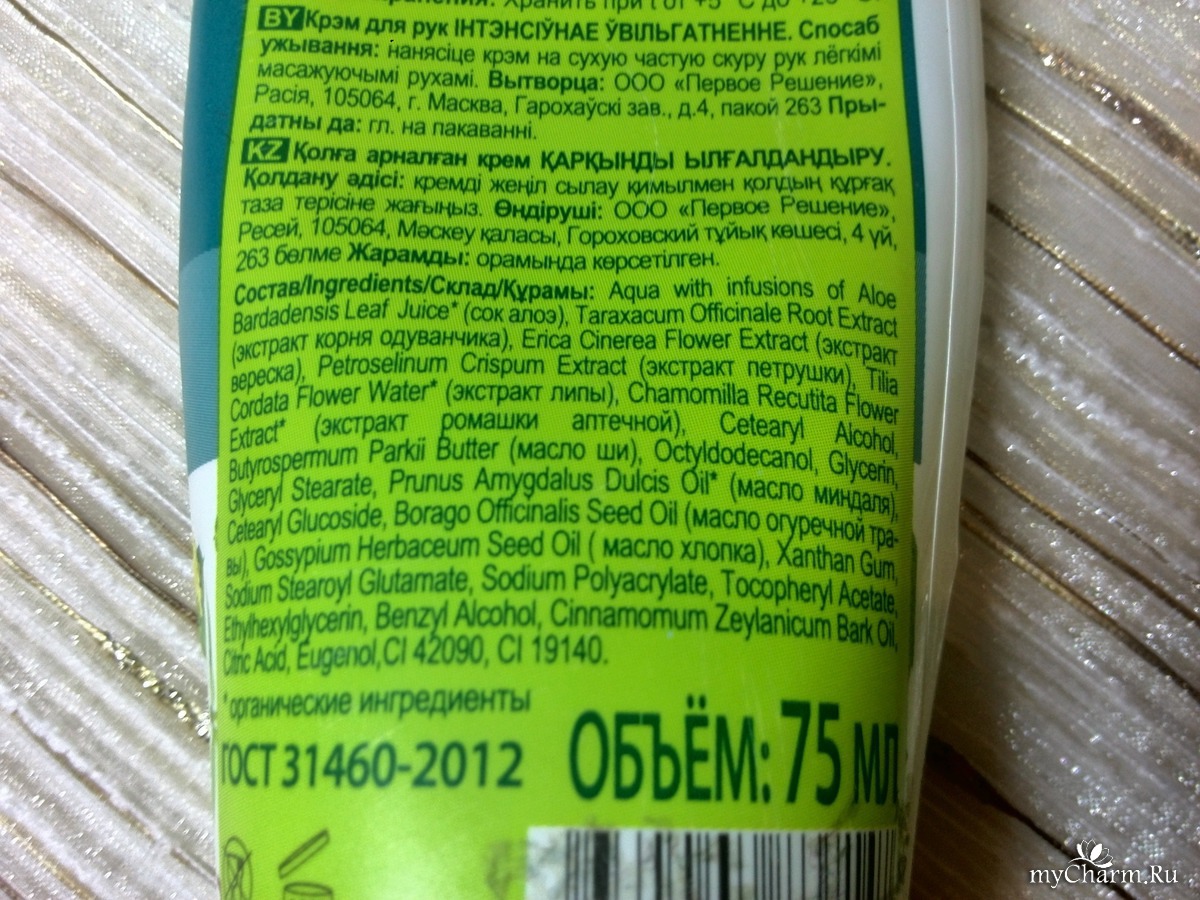 хранения: Хранить при t от +5 °C до +25 °C.
BY Крэм для рук ІНТЭНСІЎНАЕ ЎВІЛЬГАТНЕННЕ. Спосаб
ужывання: нанясіце крэм на сухую частую скуру рук лёгкімі
масажуючымі рухамі. Вытворца: ООО «Первое Решение»,
Расія, 105064, г. Масква, Гарохаўскі зав., д.4, пакой 263 Пры-
датны да: гл. на пакаванні.
KZ Қолға арналған крем ҚАРҚЫНДЫ ЫЛҒАЛДАНДЫРУ.
Қолдану әдісі: кремді жеңіл сылау қимылмен қолдың құрғақ
таза терісіне жағыңыз. Өндіруші: ООО «Первое Решение»,
Ресей, 105064, Мәскеу қаласы, Гороховский тұйық көшесі, 4 үй,
263 бөлме Жарамды: орамында көрсетілген.
Состав/Ingredients/Склад/Құрамы: Aqua with infusions of Aloe
Bardadensis Leaf Juice* (сок алоэ), Taraxacum Officinale Root Extract
(экстракт корня одуванчика), Erica Cinerea Flower Extract (экстракт
вереска), Petroselinum Crispum Extract (экстракт петрушки), Tilia
Cordata Flower Water* (экстракт липы), Chamomilla Recutita Flower
Extract* (экстракт ромашки аптечной), Cetearyl Alcohol,
Butyrospermum Parkii Butter (масло ши), Octyldodecanol, Glycerin,
Glyceryl Stearate, Prunus Amygdalus Dulcis Oil* (масло миндаля),
Cetearyl Glucoside, Borago Officinalis Seed Oil (масло огуречной тра-
вы), Gossypium Herbaceum Seed Oil ( масло хлопка), Xanthan Gum,
Sodium Stearoyl Glutamate, Sodium Polyacrylate, Tocopheryl Acetate,
Ethylhexylglycerin, Benzyl Alcohol, Cinnamomum Zeylanicum Bark Oil,
Citric Acid, Eugenol,CI 42090, CI 19140.
*органические ингредиенты
ГОСТ 31460-2012
ОБЪЁМ: 75 МЛ
myCharm.Ru